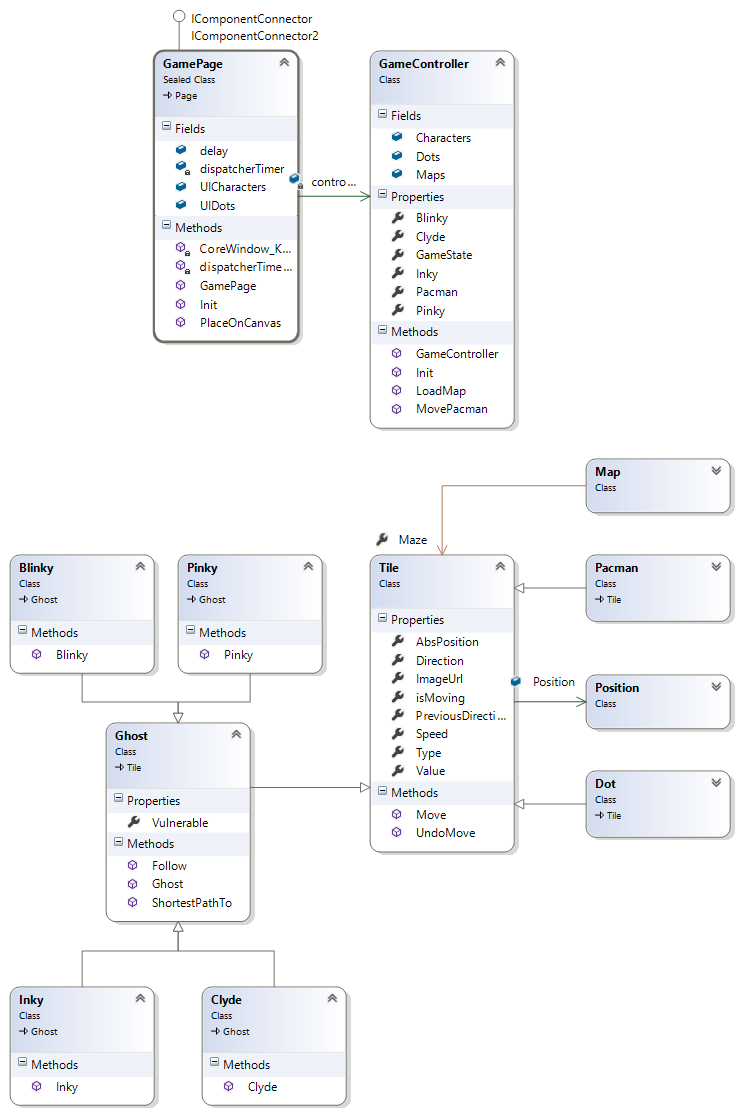 IComponentConnector
IComponentConnector2
GamePage
Sealed Class
Page
Fields
delay
dispatcherTimer
UICharacters
UIDots
Methods
CoreWindow_K...
dispatcherTime...
GamePage
Init
PlaceOnCanvas
contro...
GameController
Class
Fields
Characters
Dots
Maps
Properties
Blinky
Clyde
GameState
Inky
Pacman
Pinky
Methods
GameController
Init
LoadMap
MovePacman
Map
Class
Maze
Blinky
Class
Ghost
Methods
Blinky
Pinky
Class
Ghost
Methods
Pinky
Tile
Class
Properties
AbsPosition
Direction
ImageUrl
isMoving
PreviousDirecti...
Speed
Type
Value
Methods
Move
UndoMove
Pacman
Class
Tile
Position
Position
Class
Dot
Class
Tile
Ghost
Class
Tile
Properties
Vulnerable
Methods
Follow
Ghost
ShortestPathTo
Inky
Class
Ghost
Methods
Inky
Clyde
Class
Ghost
Methods
Clyde